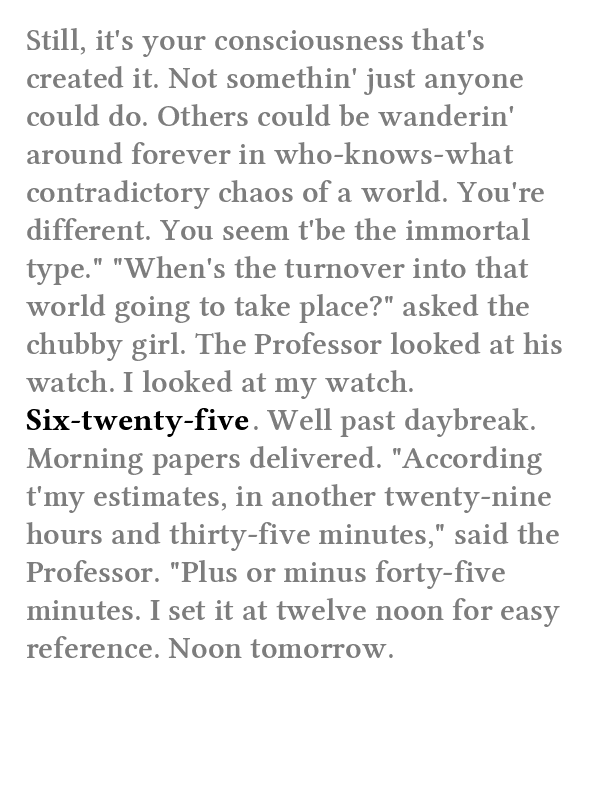 Still, it's your consciousness that's
created it. Not somethin' just anyone
could do. Others could be wanderin'
around forever in who-knows-what
contradictory chaos of a world. You're
different. You seem t'be the immortal
type." "When's the turnover into that
world going to take place?" asked the
chubby girl. The Professor looked at his
watch. I looked at my watch.
Six-twenty-five. Well past daybreak.
Morning papers delivered. "According
t'my estimates, in another twenty-nine
hours and thirty-five minutes," said the
Professor. "Plus or minus forty-five
minutes. I set it at twelve noon for easy
reference. Noon tomorrow.